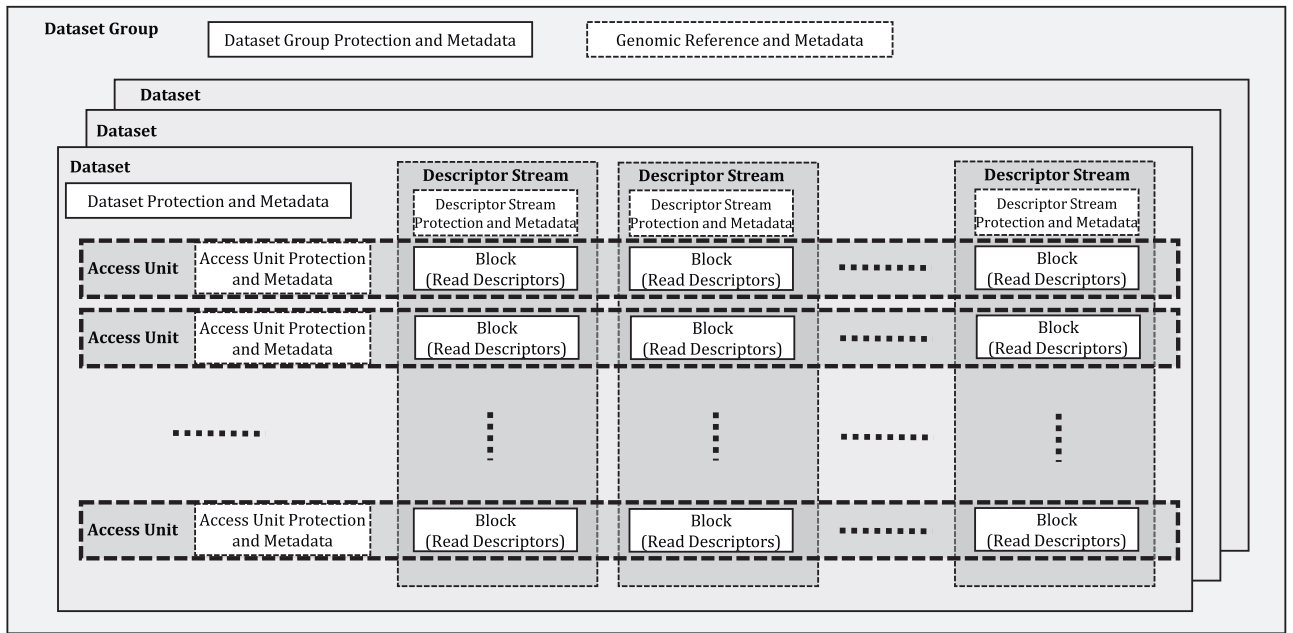 Dataset Group
Dataset Group Protection and Metadata
Genomic Reference and Metadata
Dataset
Dataset
Dataset
Dataset Protection and Metadata
Descriptor Stream
Descriptor Stream
Protection and Metadata
Descriptor Stream
Descriptor Stream
Protection and Metadata
Descriptor Stream
Descriptor Stream
Protection and Metadata
Access Unit
Access Unit Protection
and Metadata
Block
(Read Descriptors)
Block
(Read Descriptors)
Block
(Read Descriptors)
Access Unit
Access Unit Protection
and Metadata
Block
(Read Descriptors)
Block
(Read Descriptors)
Block
(Read Descriptors)
Access Unit
Access Unit Protection
and Metadata
Block
(Read Descriptors)
Block
(Read Descriptors)
Block
(Read Descriptors)